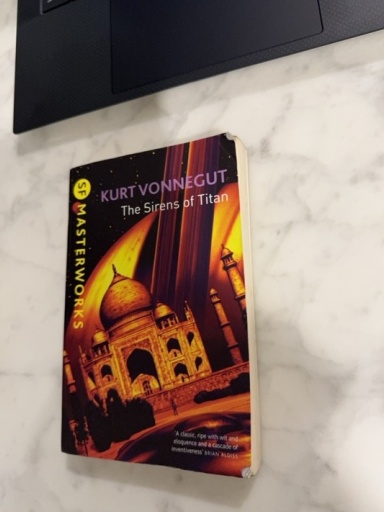 SF MASTERWORKS
KURT VONNEGUT
The Sirens of Titan
'A classic, ripe with wit and
eloquence and a cascade of
inventiveness' BRIAN ALDISS